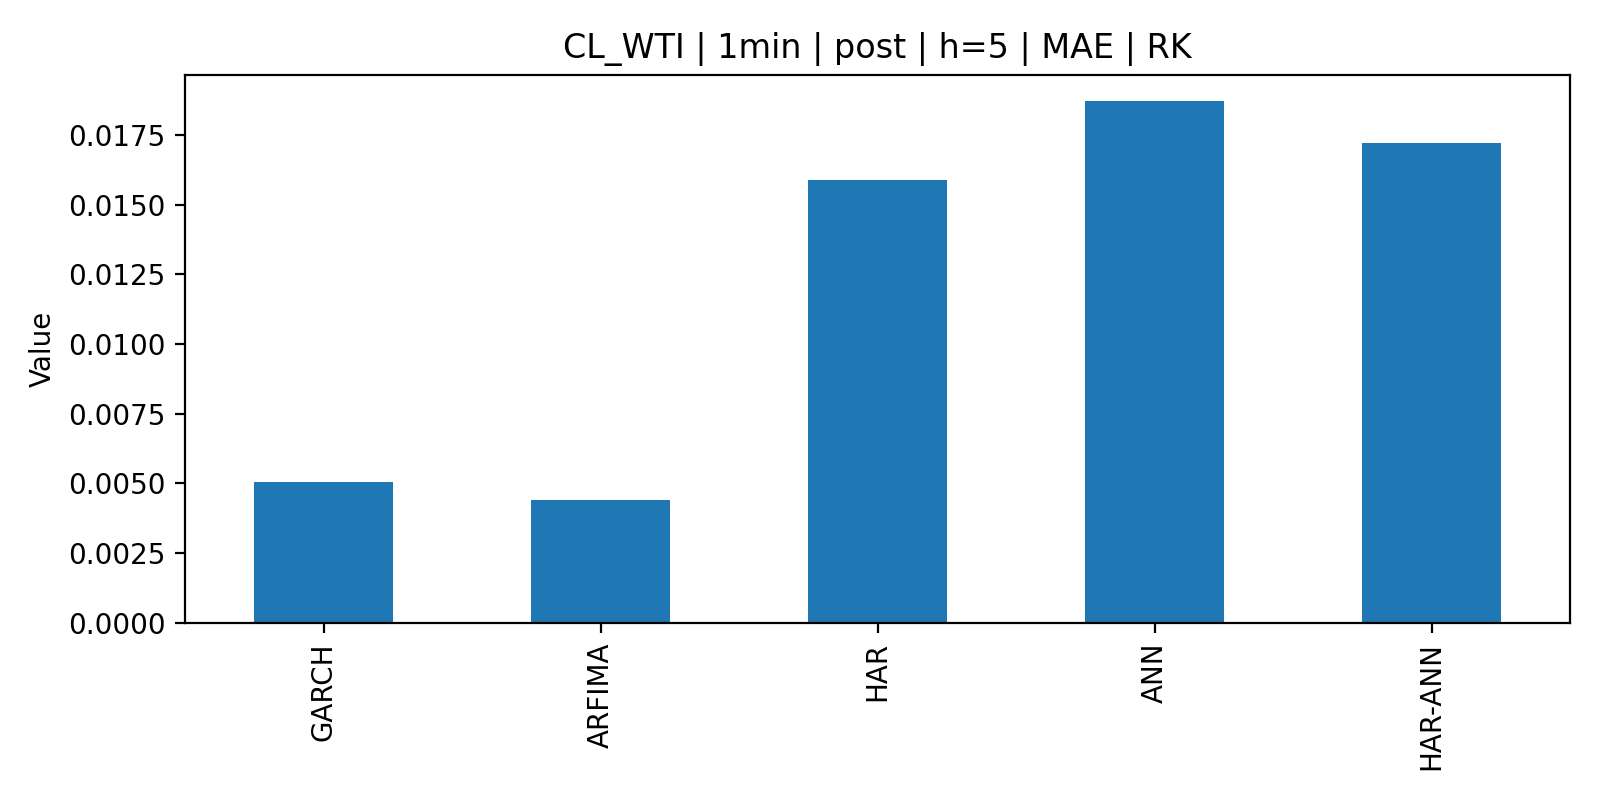 CL_WTI | 1min | post | h=5 | MAE | RK
Value
0.0175
0.0150
0.0125
0.0100
0.0075
0.0050
0.0025
0.0000
GARCH
ARFIMA
HAR
ANN
HAR-ANN